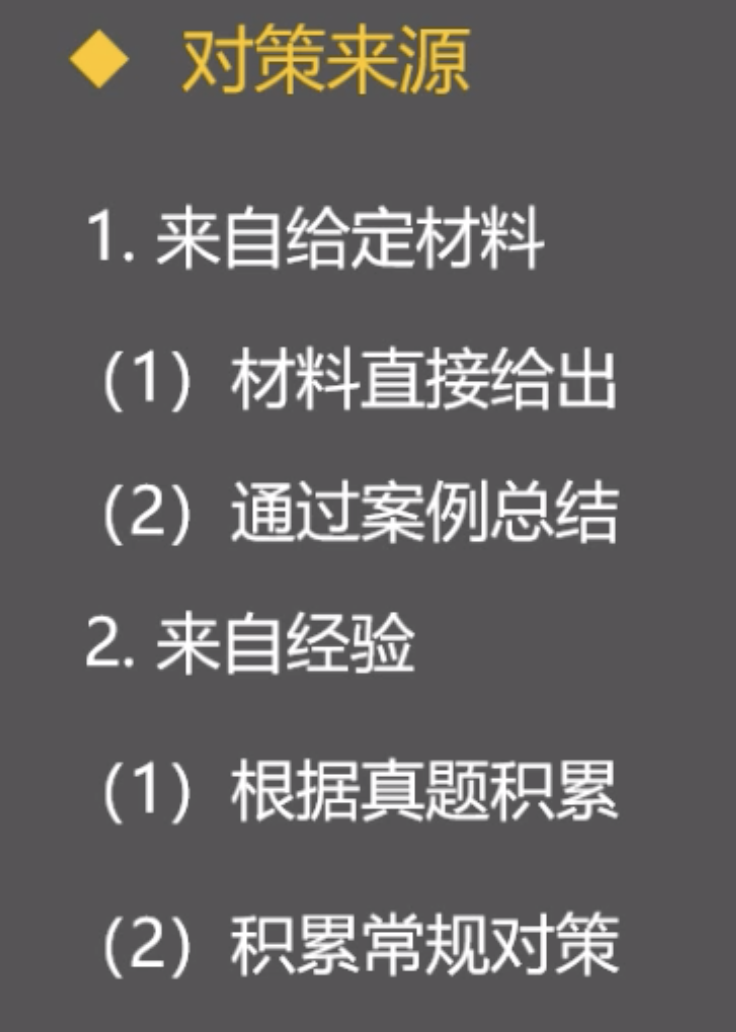 ◆ 对策来源
1. 来自给定材料
（1）材料直接给出
（2）通过案例总结
2. 来自经验
（1）根据真题积累
（2）积累常规对策